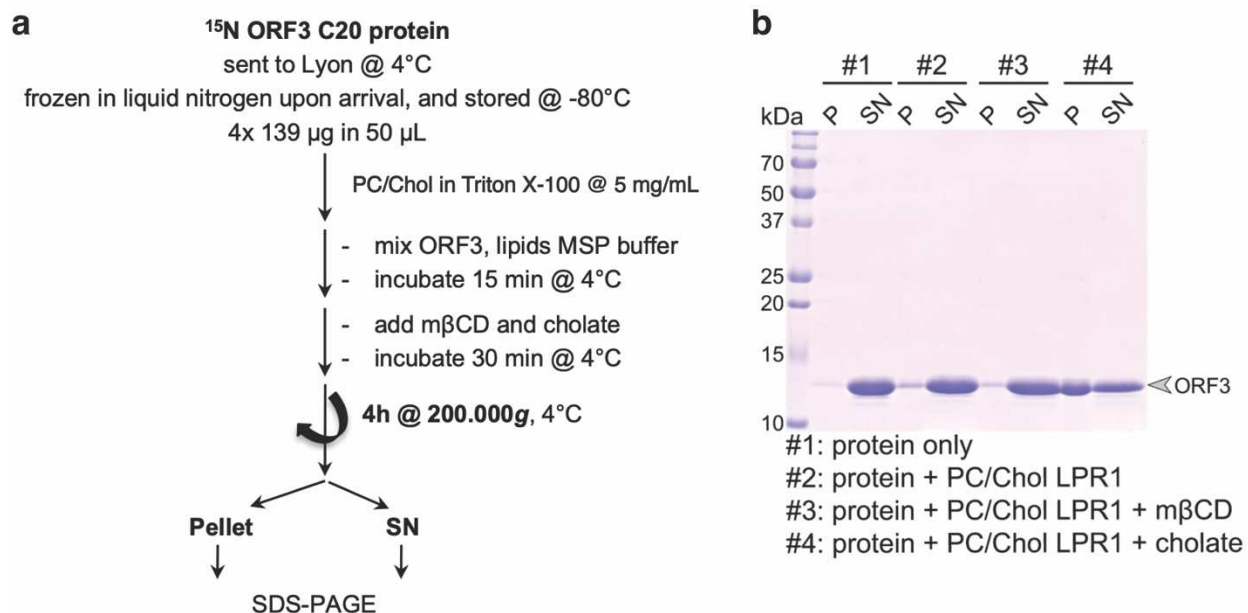 a
¹⁵N ORF3 C20 protein
sent to Lyon @ 4°C
frozen in liquid nitrogen upon arrival, and stored @ -80°C
4x 139 µg in 50 µL
PC/Chol in Triton X-100 @ 5 mg/mL
- mix ORF3, lipids MSP buffer
- incubate 15 min @ 4°C
- add mβCD and cholate
- incubate 30 min @ 4°C
4h @ 200.000g, 4°C
Pellet SN
SDS-PAGE
b
#1 #2 #3 #4
kDa P SN P SN P SN P SN
70
50
37
25
20
15
ORF3
10
#1: protein only
#2: protein + PC/Chol LPR1
#3: protein + PC/Chol LPR1 + mβCD
#4: protein + PC/Chol LPR1 + cholate